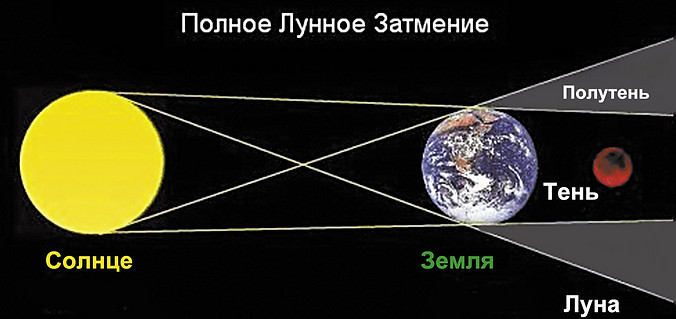 Полное Лунное Затмение
Полутень
Тень
Солнце
Земля
Луна